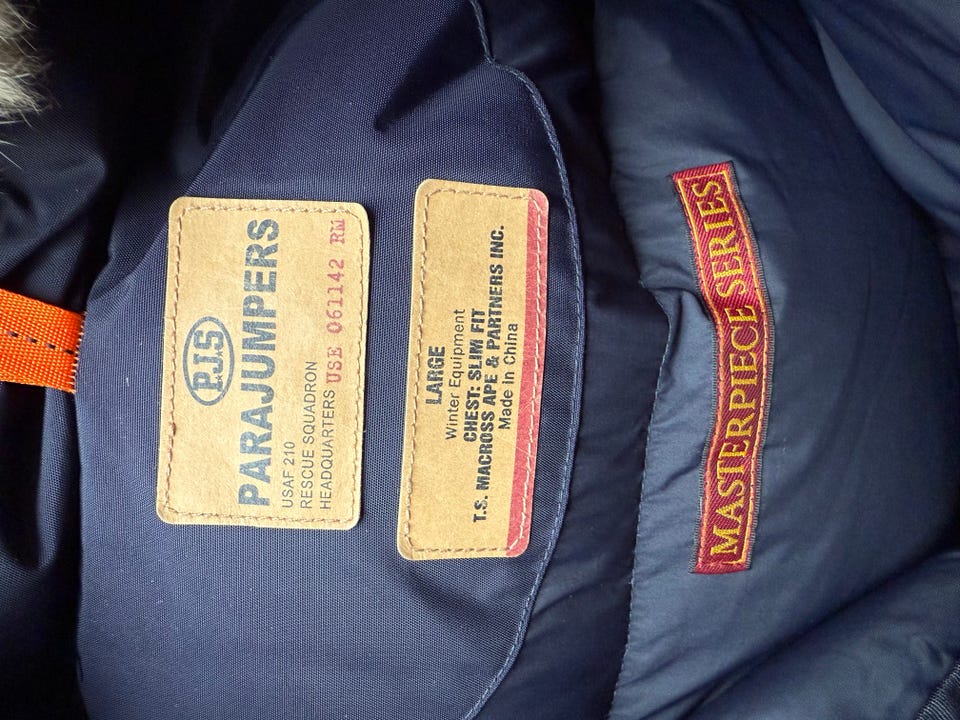 P.J.S
PARAJUMPERS
USAF 210
RESCUE SQUADRON
HEADQUARTERS USE 061142 RM
LARGE
Winter Equipment
CHEST: SLIM FIT
T.S. MACROSS APE & PARTNERS INC.
Made in China
MASTERPIECE SERIES